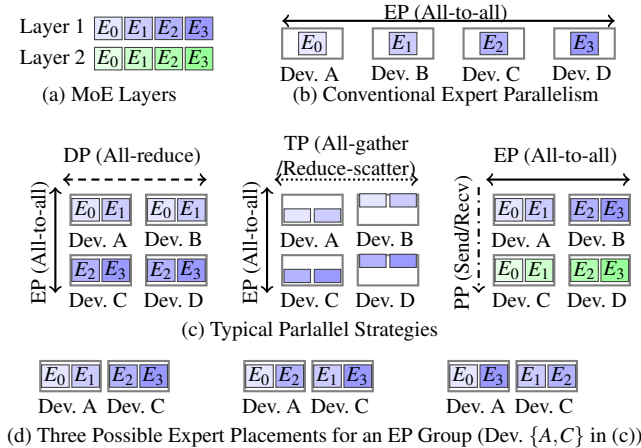 Layer 1 E0 E1 E2 E3
Layer 2 E0 E1 E2 E3
(a) MoE Layers
EP (All-to-all)
E0 E1 E2 E3
Dev. A Dev. B Dev. C Dev. D
(b) Conventional Expert Parallelism
DP (All-reduce)
EP (All-to-all)
E0 E1 E0 E1
Dev. A Dev. B
E2 E3 E2 E3
Dev. C Dev. D
TP (All-gather
/Reduce-scatter)
EP (All-to-all)
Dev. A Dev. B
Dev. C Dev. D
EP (All-to-all)
PP (Send/Recv)
E0 E1 E2 E3
Dev. A Dev. B
E0 E1 E2 E3
Dev. C Dev. D
(c) Typical Parlallel Strategies
E0 E1 E2 E3 E0 E2 E1 E3 E0 E3 E1 E2
Dev. A Dev. C Dev. A Dev. C Dev. A Dev. C
(d) Three Possible Expert Placements for an EP Group (Dev. {A,C} in (c))